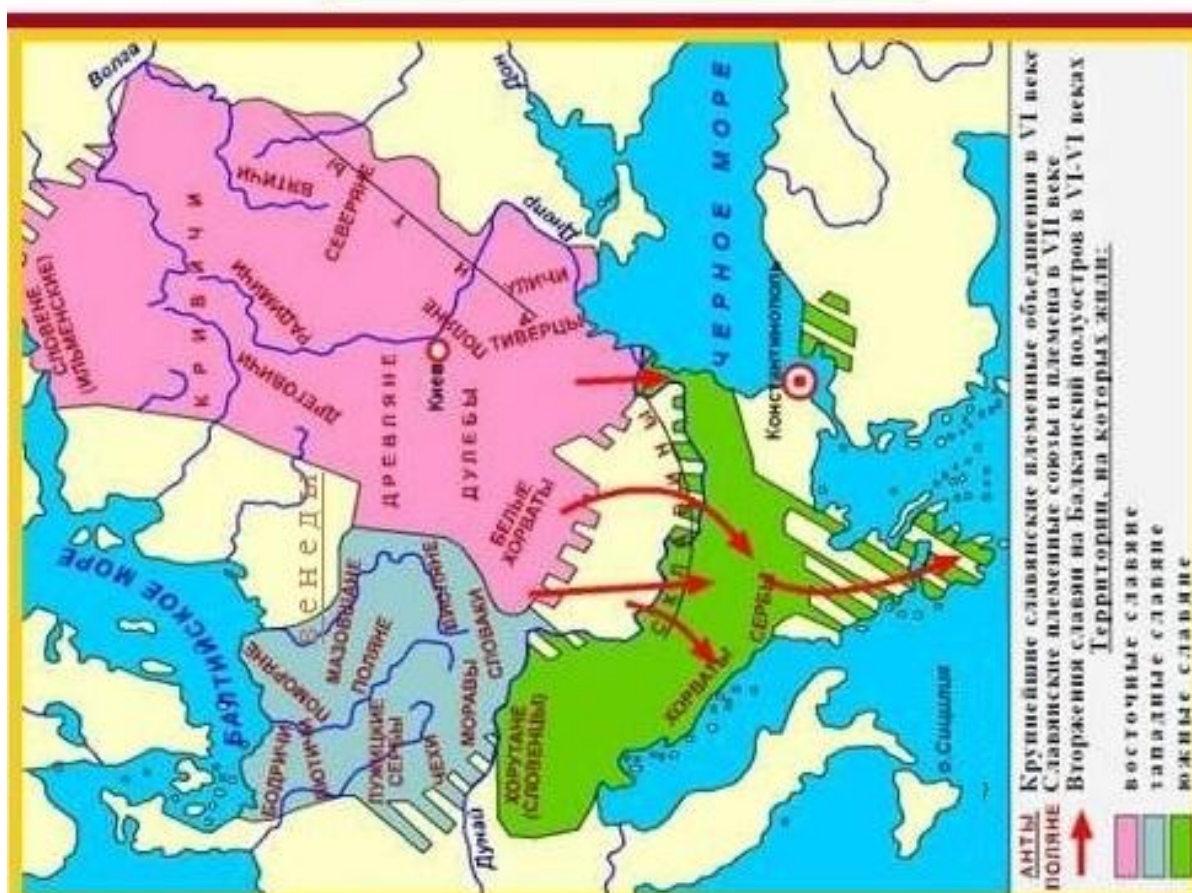 Волга
Дон
Днепр
СЛОВЕНЕ
(ИЛЬМЕНСКИЕ)
КРИВИЧИ
ВЯТИЧИ
СЕВЕРЯНЕ
РАДИМИЧИ
ДРЕГОВИЧИ
ПОЛЯНЕ
УЛИЧИ
ТИВЕРЦЫ
Киев
ДРЕВЛЯНЕ
ДУЛЕБЫ
БЕЛЫЕ
ХОРВАТЫ
ЧЕРНОЕ МОРЕ
Константинополь
БАЛТИЙСКОЕ МОРЕ
ПОМОРЯНЕ
МАЗОВШАНЕ
ПОЛЯНЕ
ВИСЛЯНЕ
СЛОВАКИ
МОРАВЫ
БОДРИЧИ
ЛЮТИЧИ
ЛУЖИЦКИЕ
СЕРБЫ
ЧЕХИ
Дунай
ХОРУТАНЕ
(СЛОВЕНЦЫ)
ХОРВАТЫ
СЕРБЫ
о.Сицилия
АНТЫ Крупнейшие славянские племенные объединения в VI веке
ПОЛЯНЕ Славянские племенные союзы и племена в VII веке
Вторжения славян на Балканский полуостров в V-VI веках
Территории, на которых жили:
восточные славяне
западные славяне
южные славяне